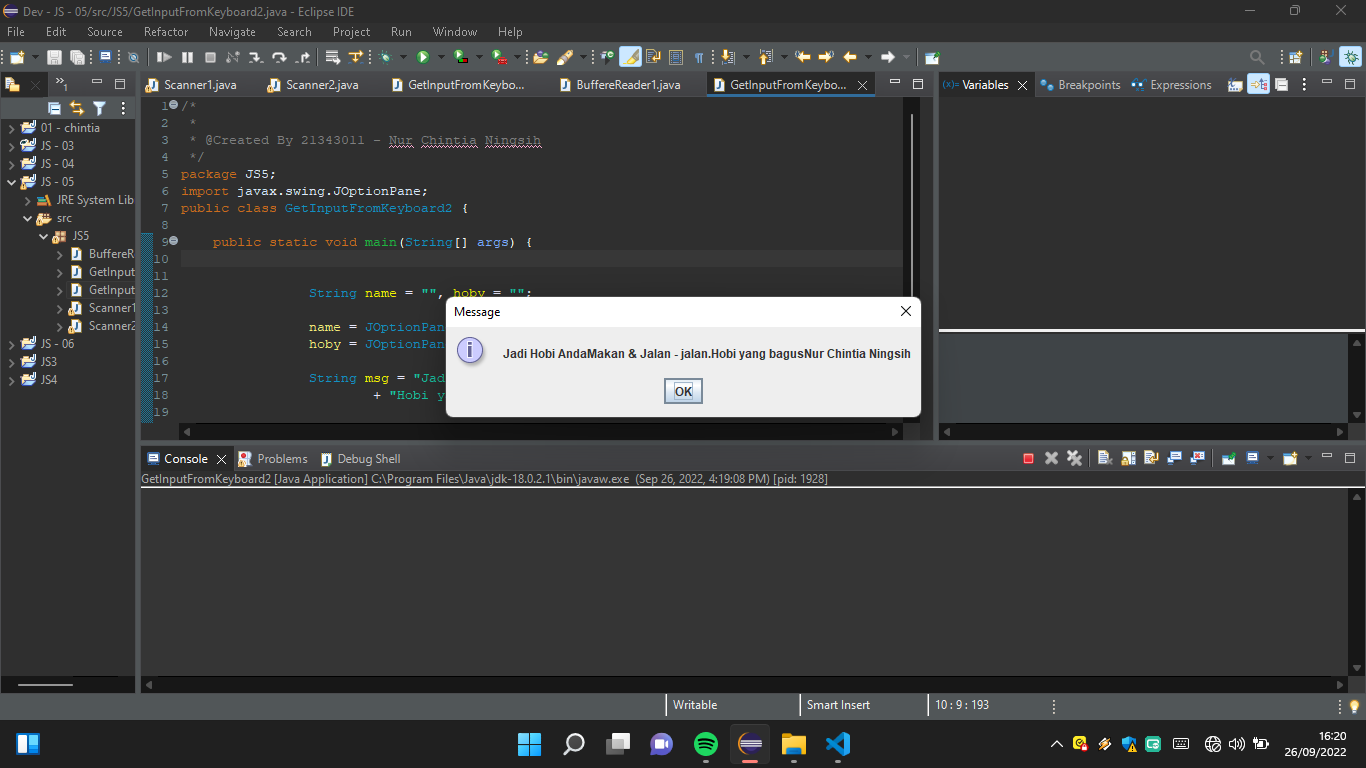 Dev - JS - 05/src/JS5/GetInputFromKeyboard2.java - Eclipse IDE
File Edit Source Refactor Navigate Search Project Run Window Help
Scanner1.java Scanner2.java GetInputFromKeybo... BuffereReader1.java GetInputFromKeybo...
(x)= Variables Breakpoints Expressions
01 - chintia
JS - 03
JS - 04
JS - 05
JRE System Lib
src
JS5
BuffereR
GetInput
GetInput
Scanner1
Scanner2
JS - 06
JS3
JS4
1 /*
2 *
3 * @Created By 21343011 - Nur Chintia Ningsih
4 */
5 package JS5;
6 import javax.swing.JOptionPane;
7 public class GetInputFromKeyboard2 {
8
9 public static void main(String[] args) {
10
11
12 String name = "", hoby = "";
13
14 name = JOptionPan
15 hoby = JOptionPan
16
17 String msg = "Jad
18 + "Hobi y
19
Message
Jadi Hobi AndaMakan & Jalan - jalan.Hobi yang bagusNur Chintia Ningsih
OK
Console Problems Debug Shell
GetInputFromKeyboard2 [Java Application] C:\Program Files\Java\jdk-18.0.2.1\bin\javaw.exe (Sep 26, 2022, 4:19:08 PM) [pid: 1928]
Writable Smart Insert 10 : 9 : 193
16:20
26/09/2022